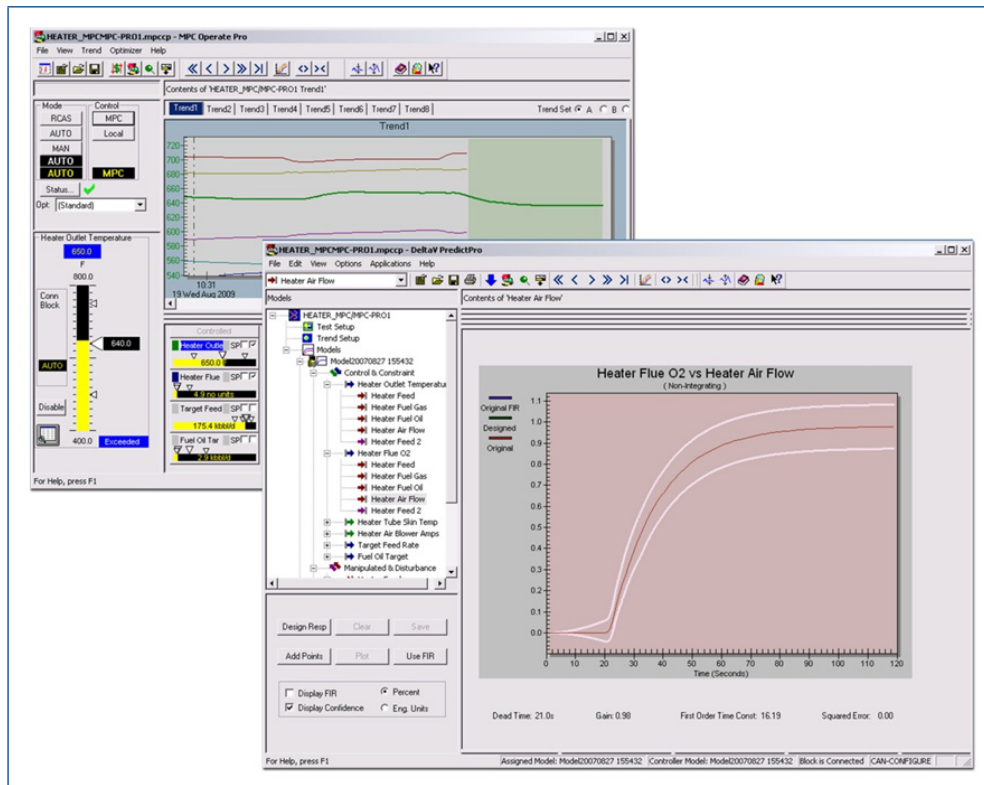 HEATER_MPCMPC-PRO1.mpccp - MPC Operate Pro
File View Trend Optimizer Help
Contents of 'HEATER_MPC/MPC-PRO1 Trend1'
Mode
RCAS
AUTO
MAN
AUTO
AUTO
Control
MPC
Local
MPC
Status...
Opt: (Standard)
Trend1 Trend2 Trend3 Trend4 Trend5 Trend6 Trend7 Trend8 Trend Set A B C
Trend1
720
700
680
660
640
620
600
580
560
540
10:31
19 Wed Aug 2009
Heater Outlet Temperature
650.0
F
800.0
Conn
Block
640.0
AUTO
Disable
400.0 Exceeded
Controlled
Heater Outle SP
650.0
Heater Flue SP
4.9 no units
Target Feed SP
175.4 kbbl/d
Fuel Oil Tar SP
2.9 kbbl/d
For Help, press F1
HEATER_MPCMPC-PRO1.mpccp - DeltaV PredictPro
File Edit View Options Applications Help
Heater Air Flow
Models
Contents of 'Heater Air Flow'
HEATER_MPC/MPC-PRO1
Test Setup
Trend Setup
Models
Model20070827 155432
Control & Constraint
Heater Outlet Temperatu
Heater Feed
Heater Fuel Gas
Heater Fuel Oil
Heater Air Flow
Heater Feed 2
Heater Flue O2
Heater Feed
Heater Fuel Gas
Heater Fuel Oil
Heater Air Flow
Heater Feed 2
Heater Tube Skin Temp
Heater Air Blower Amps
Target Feed Rate
Fuel Oil Target
Manipulated & Disturbance
Design Resp Clear Save
Add Points Plot Use FIR
Display FIR Percent
Display Confidence Eng. Units
Heater Flue O2 vs Heater Air Flow
( Non-Integrating )
Original FIR
Designed
Original
1.1
1.0
0.9
0.8
0.7
0.6
0.5
0.4
0.3
0.2
0.1
0.0
0 10 20 30 40 50 60 70 80 90 100 110 120
Time (Seconds)
Dead Time: 21.0s Gain: 0.98 First Order Time Const: 16.19 Squared Error: 0.00
For Help, press F1 Assigned Model: Model20070827 155432 Controller Model: Model20070827 155432 Block is Connected CAN-CONFIGURE